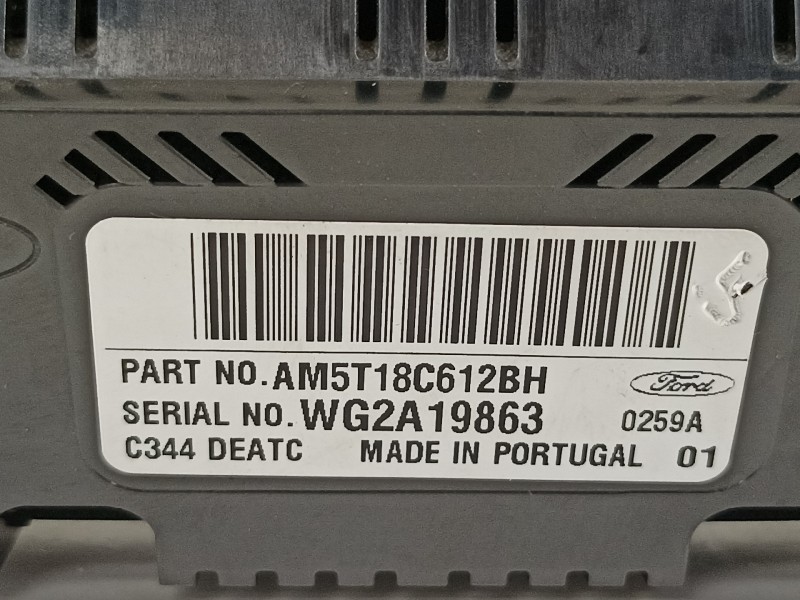 PART NO. AM5T18C612BH
Ford
SERIAL NO. WG2A19863 0259A
C344 DEATC MADE IN PORTUGAL 01